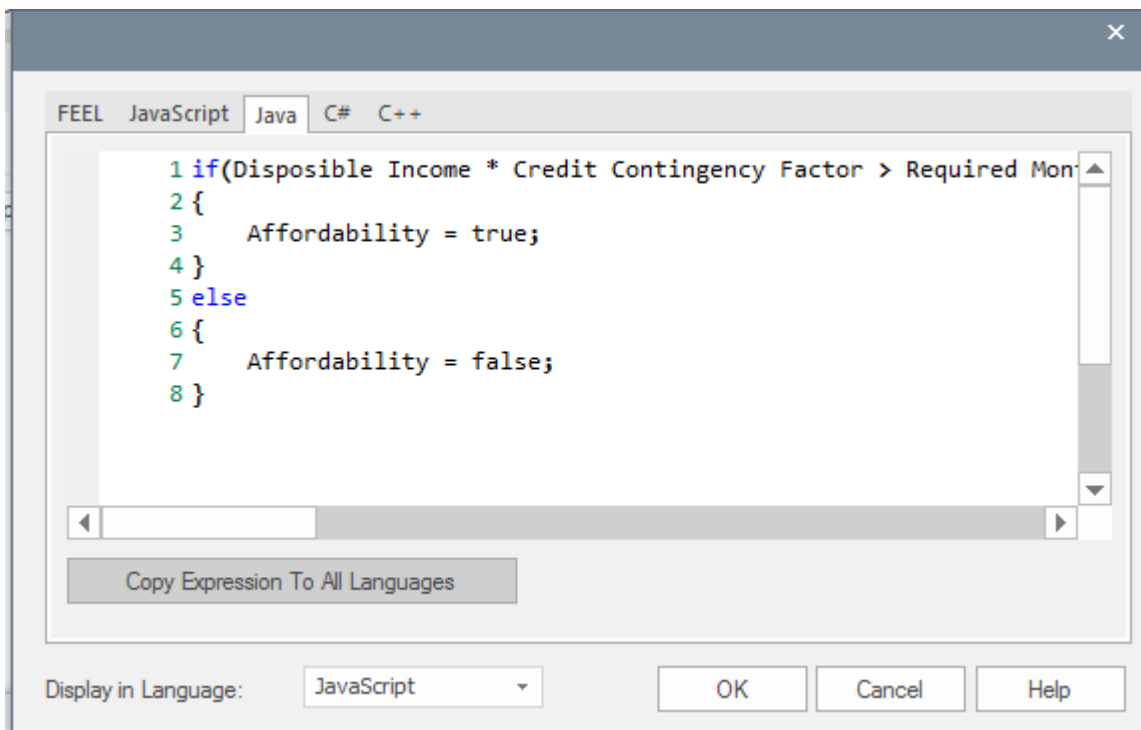 FEEL JavaScript Java C# C++
1 if(Disposible Income * Credit Contingency Factor > Required
2 {
3 Affordability = true;
4 }
5 else
6 {
7 Affordability = false;
8 }
Copy Expression To All Languages
Display in Language: JavaScript OK Cancel Help